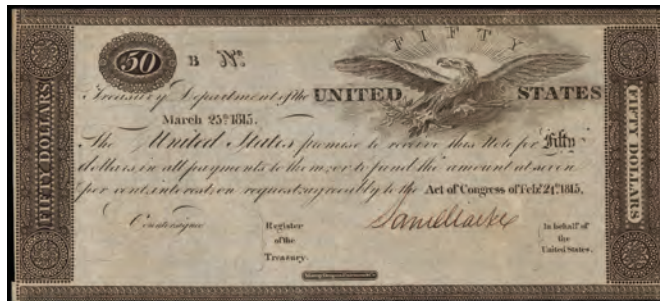 FIFTY
50 B No.
Treasury Department of the UNITED STATES
March 25th 1815.
The United States promise to receive this Note for Fifty
dollars in all payments to them, or to fund the amount at seven
per cent. interest, on request, agreeably to the Act of Congress of Feby. 24th. 1815.
Countersigned
Register
of the
Treasury.
In behalf of
the
United States.
FIFTY DOLLARS
FIFTY DOLLARS